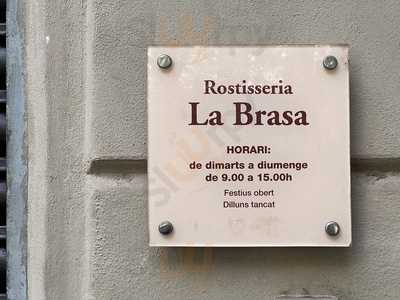 Rostisseria
La Brasa
HORARI:
de dimarts a diumenge
de 9.00 a 15.00h
Festius obert
Dilluns tancat